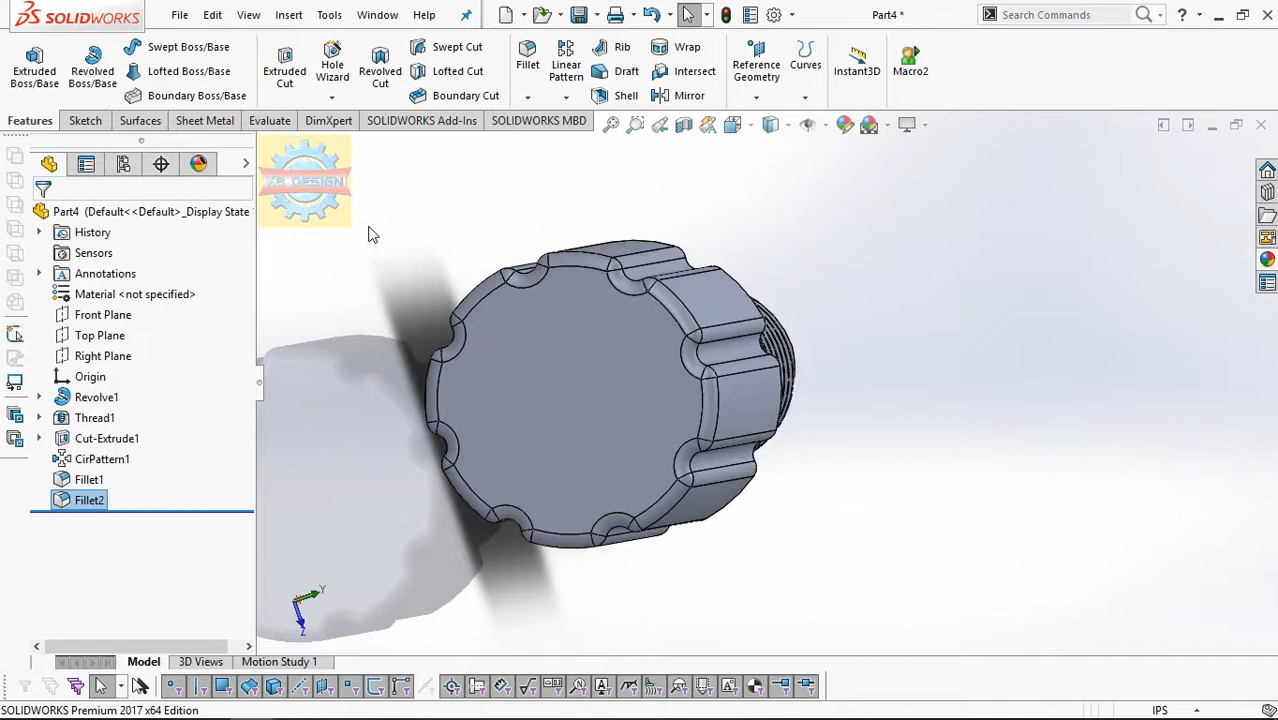 DS SOLIDWORKS File Edit View Insert Tools Window Help Part4 * Search Commands
Extruded Boss/Base Revolved Boss/Base Swept Boss/Base Lofted Boss/Base Boundary Boss/Base Extruded Cut Hole Wizard Revolved Cut Swept Cut Lofted Cut Boundary Cut Fillet Linear Pattern Rib Draft Shell Wrap Intersect Mirror Reference Geometry Curves Instant3D Macro2
Features Sketch Surfaces Sheet Metal Evaluate DimXpert SOLIDWORKS Add-Ins SOLIDWORKS MBD
Part4 (Default<<Default>_Display State
History
Sensors
Annotations
Material <not specified>
Front Plane
Top Plane
Right Plane
Origin
Revolve1
Thread1
Cut-Extrude1
CirPattern1
Fillet1
Fillet2
Y
Z
Model 3D Views Motion Study 1
SOLIDWORKS Premium 2017 x64 Edition IPS